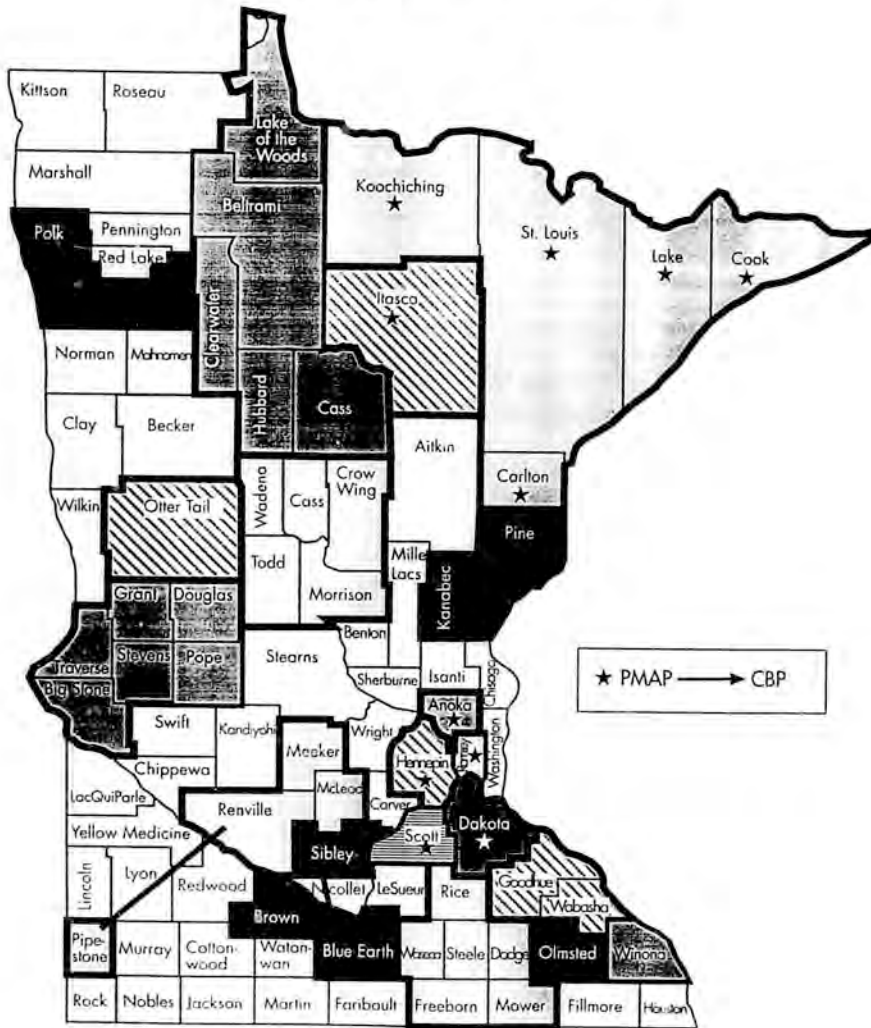 Kittson
Roseau
Lake
of the
Woods
Marshall
Koochiching
Beltrami
Polk
Pennington
Red Lake
St. Louis
Lake
Cook
Clearwater
Itasca
Norman
Mahnomen
Hubbard
Cass
Clay
Becker
Aitkin
Carlton
Wilkin
Otter Tail
Wadena
Cass
Crow
Wing
Pine
Todd
Mille
Lacs
Kanabec
Grant
Douglas
Morrison
Benton
Traverse
Stevens
Pope
Stearns
Big Stone
Sherburne
Isanti
Chisago
★ PMAP → CBP
Anoka
Swift
Kandiyohi
Wright
Meeker
Hennepin
Ramsey
Washington
Chippewa
LacQuiParle
McLeod
Renville
Carver
Yellow Medicine
Scott
Dakota
Sibley
Lincoln
Lyon
Redwood
Nicollet
LeSueur
Rice
Goodhue
Wabasha
Brown
Pipe-
stone
Murray
Cotton-
wood
Watan-
wan
Blue Earth
Waseca
Steele
Dodge
Olmsted
Winona
Rock
Nobles
Jackson
Martin
Faribault
Freeborn
Mower
Fillmore
Houston